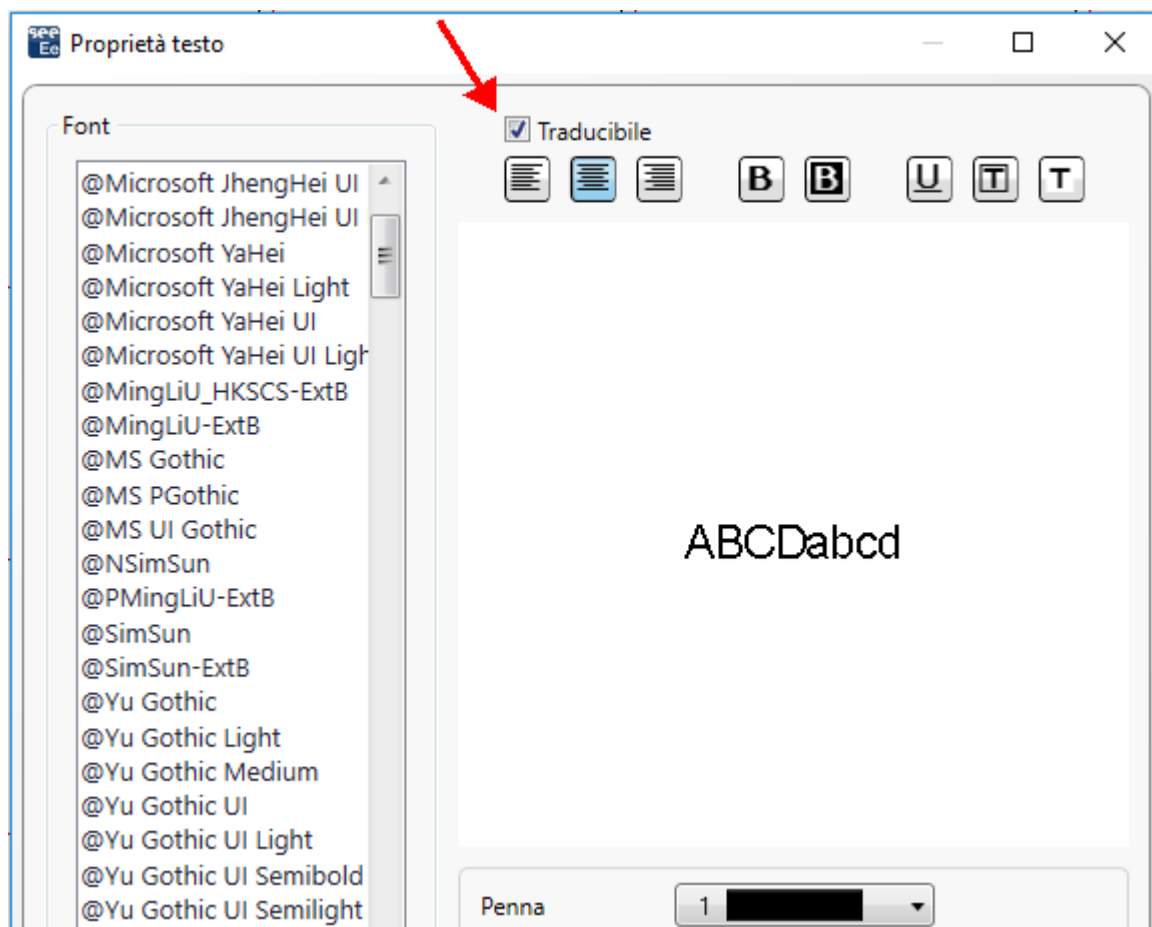 see
Ee
Proprietà testo
Font
Traducibile
@Microsoft JhengHei UI
@Microsoft JhengHei UI
@Microsoft YaHei
@Microsoft YaHei Light
@Microsoft YaHei UI
@Microsoft YaHei UI Ligh
@MingLiU_HKSCS-ExtB
@MingLiU-ExtB
@MS Gothic
@MS PGothic
@MS UI Gothic
@NSimSun
@PMingLiU-ExtB
@SimSun
@SimSun-ExtB
@Yu Gothic
@Yu Gothic Light
@Yu Gothic Medium
@Yu Gothic UI
@Yu Gothic UI Light
@Yu Gothic UI Semibold
@Yu Gothic UI Semilight
B B U T T
ABCDabcd
Penna 1